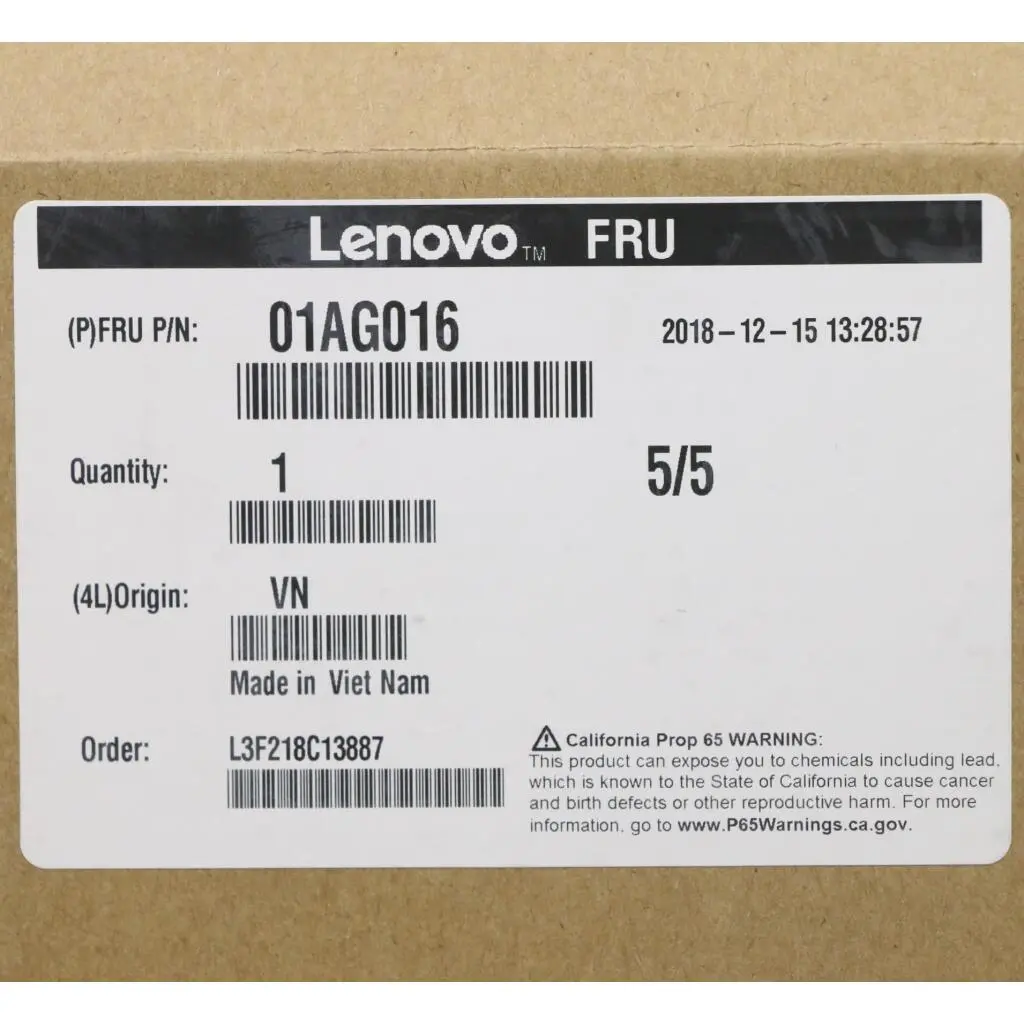 Lenovo™ FRU
(P)FRU P/N: 01AG016 2018-12-15 13:28:57
Quantity: 1 5/5
(4L)Origin: VN
Made in Viet Nam
Order: L3F218C13887
⚠ California Prop 65 WARNING:
This product can expose you to chemicals including lead,
which is known to the State of California to cause cancer
and birth defects or other reproductive harm. For more
information, go to www.P65Warnings.ca.gov.